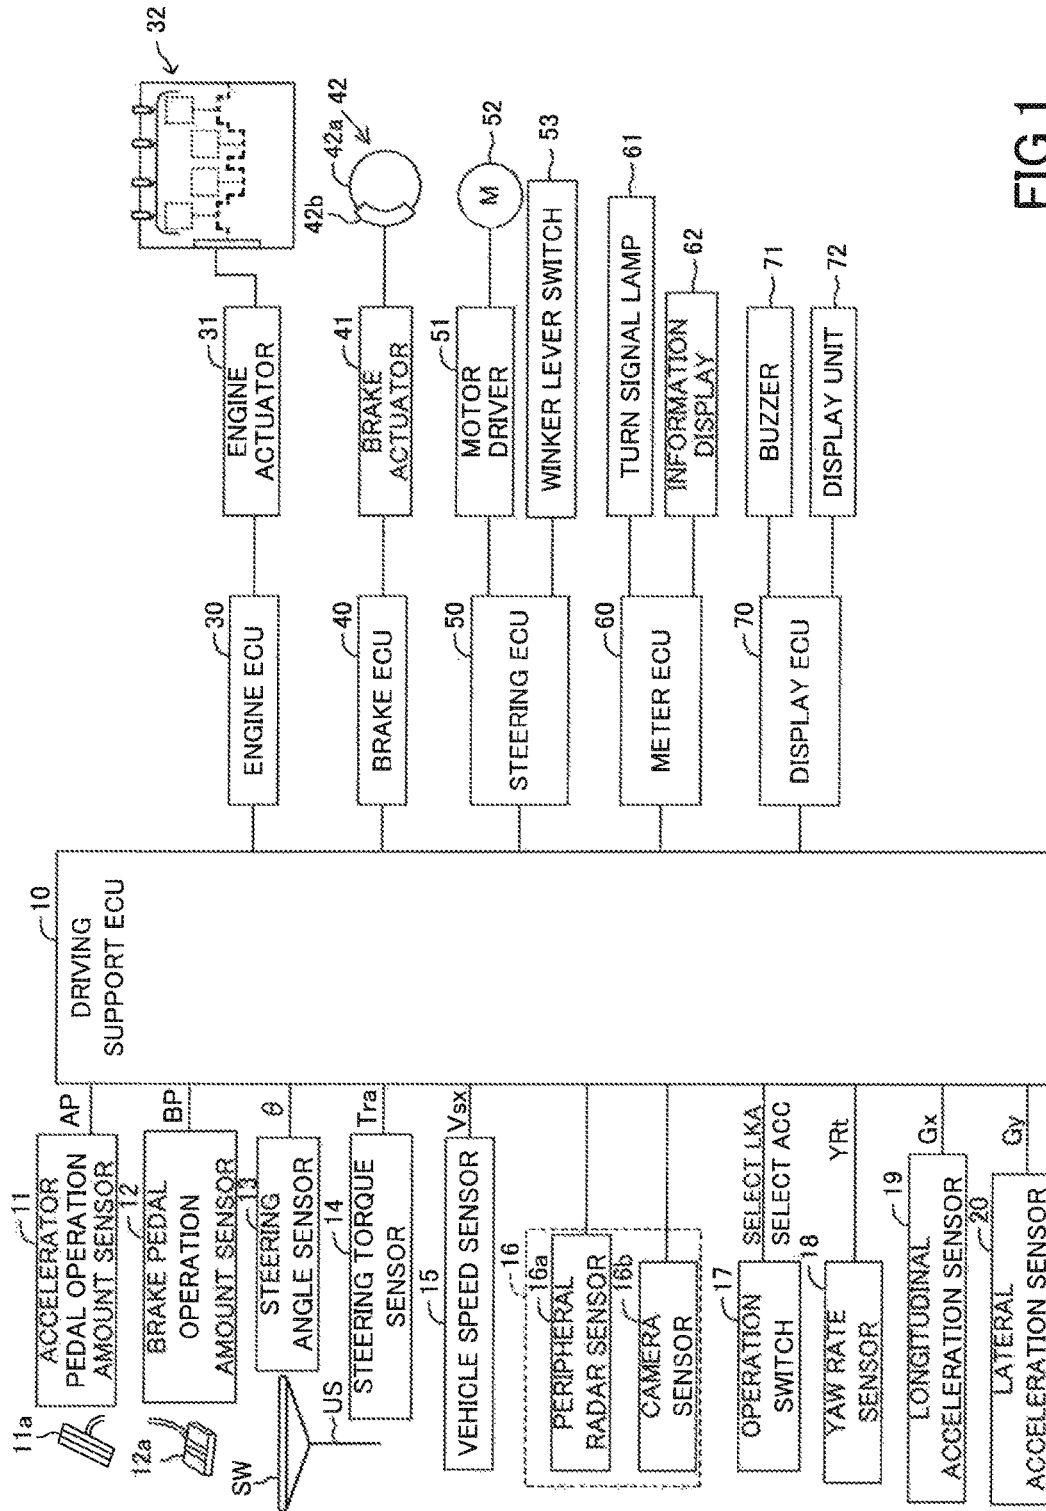 11a
ACCELERATOR
PEDAL OPERATION
AMOUNT SENSOR
11
AP
12a
BRAKE PEDAL
OPERATION
AMOUNT SENSOR
12
BP
SW
US
STEERING
ANGLE SENSOR
13
θ
STEERING TORQUE
SENSOR
14
Tra
VEHICLE SPEED SENSOR
15
Vsx
16
PERIPHERAL
RADAR SENSOR
16a
CAMERA
SENSOR
16b
OPERATION
SWITCH
17
SELECT LKA
SELECT ACC
YAW RATE
SENSOR
18
YRt
LONGITUDINAL
ACCELERATION SENSOR
19
Gx
LATERAL
ACCELERATION SENSOR
20
Gy
10
DRIVING
SUPPORT ECU
30
ENGINE ECU
31
ENGINE
ACTUATOR
32
40
BRAKE ECU
41
BRAKE
ACTUATOR
42b
42a
42
50
STEERING ECU
51
MOTOR
DRIVER
M
52
WINKER LEVER SWITCH
53
60
METER ECU
TURN SIGNAL LAMP
61
INFORMATION
DISPLAY
62
70
DISPLAY ECU
BUZZER
71
DISPLAY UNIT
72
FIG.1